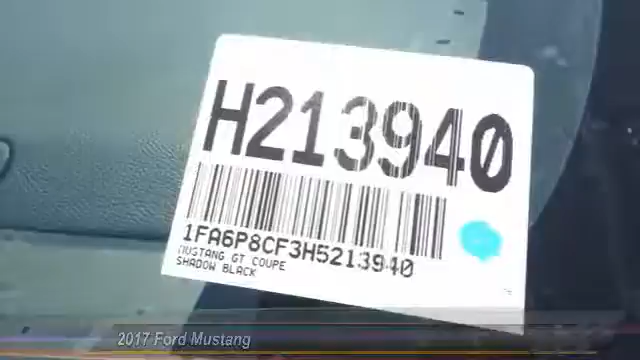 H213940
1FA6P8CF3H5213940
MUSTANG GT COUPE
SHADOW BLACK
2017 Ford Mustang